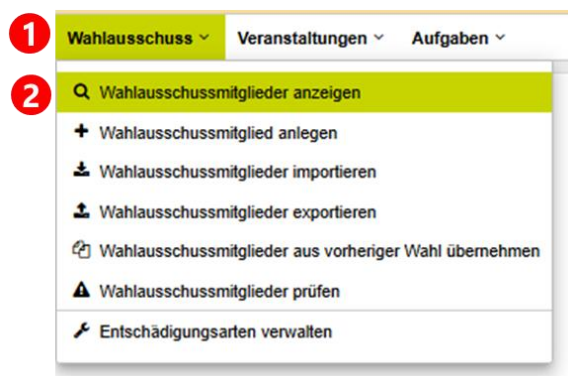 1 Wahlausschuss Veranstaltungen Aufgaben
2 Wahlausschussmitglieder anzeigen
Wahlausschussmitglied anlegen
Wahlausschussmitglieder importieren
Wahlausschussmitglieder exportieren
Wahlausschussmitglieder aus vorheriger Wahl übernehmen
Wahlausschussmitglieder prüfen
Entschädigungsarten verwalten